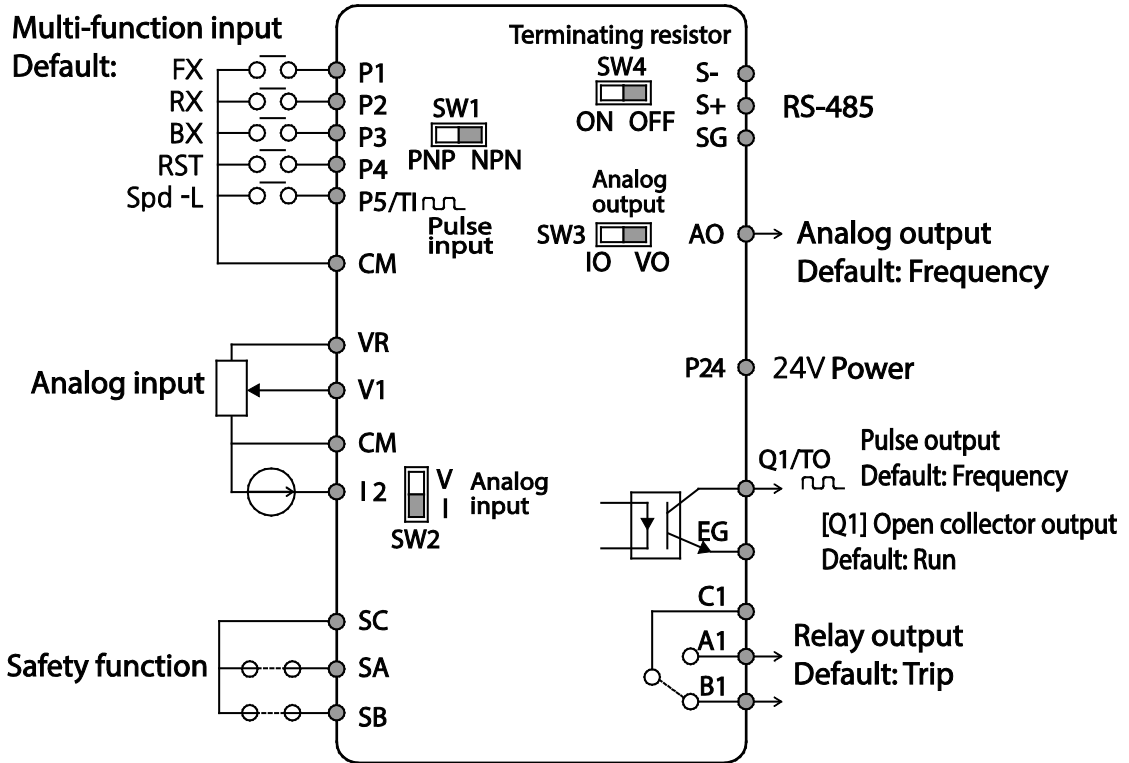 Multi-function input
Default:
FX
P1
RX
P2
BX
P3
RST
P4
Spd -L
P5/TI
Pulse
input
CM
SW1
PNP NPN
Terminating resistor
SW4
ON OFF
S-
S+
SG
RS-485
Analog
output
SW3
IO VO
AO
Analog output
Default: Frequency
Analog input
VR
V1
CM
I2
V
I
SW2
Analog
input
P24
24V Power
Q1/TO
Pulse output
Default: Frequency
EG
[Q1] Open collector output
Default: Run
Safety function
SC
SA
SB
C1
A1
B1
Relay output
Default: Trip